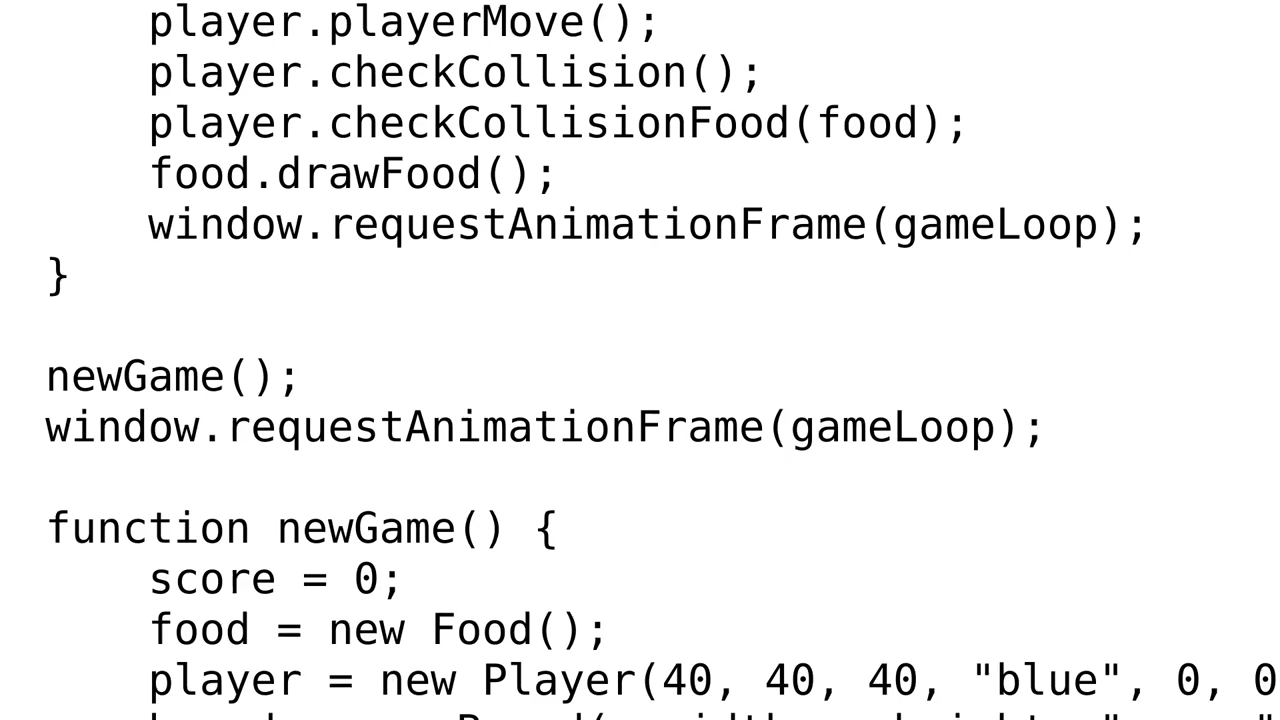 player.playerMove();
player.checkCollision();
player.checkCollisionFood(food);
food.drawFood();
window.requestAnimationFrame(gameLoop);
}
newGame();
window.requestAnimationFrame(gameLoop);
function newGame() {
score = 0;
food = new Food();
player = new Player(40, 40, 40, "blue", 0, 0